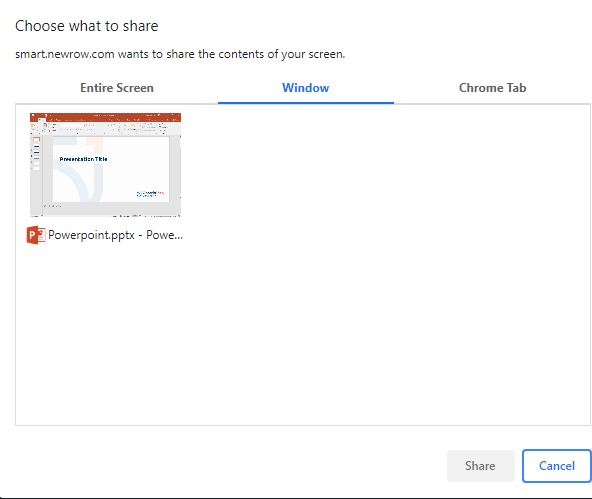 Choose what to share
smart.newrow.com wants to share the contents of your screen.
Entire Screen
Window
Chrome Tab
Presentation Title
Powerpoint.pptx - Powe...
Share
Cancel